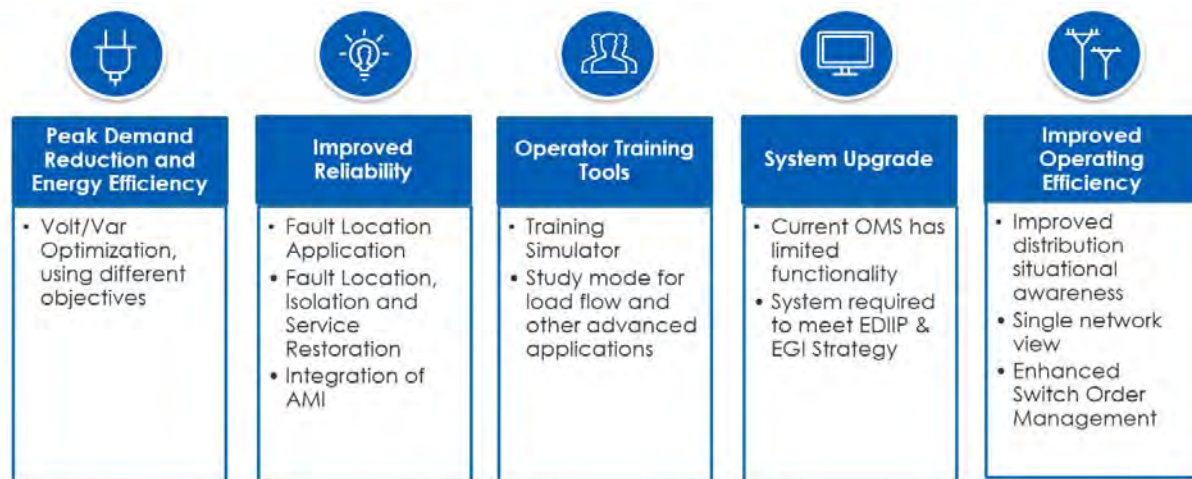 Peak Demand
Reduction and
Energy Efficiency
• Volt/Var
Optimization,
using different
objectives
Improved
Reliability
• Fault Location
Application
• Fault Location,
Isolation and
Service
Restoration
• Integration of
AMI
Operator Training
Tools
• Training
Simulator
• Study mode for
load flow and
other advanced
applications
System Upgrade
• Current OMS has
limited
functionality
• System required
to meet EDIIP &
EGI Strategy
Improved
Operating
Efficiency
• Improved
distribution
situational
awareness
• Single network
view
• Enhanced
Switch Order
Management